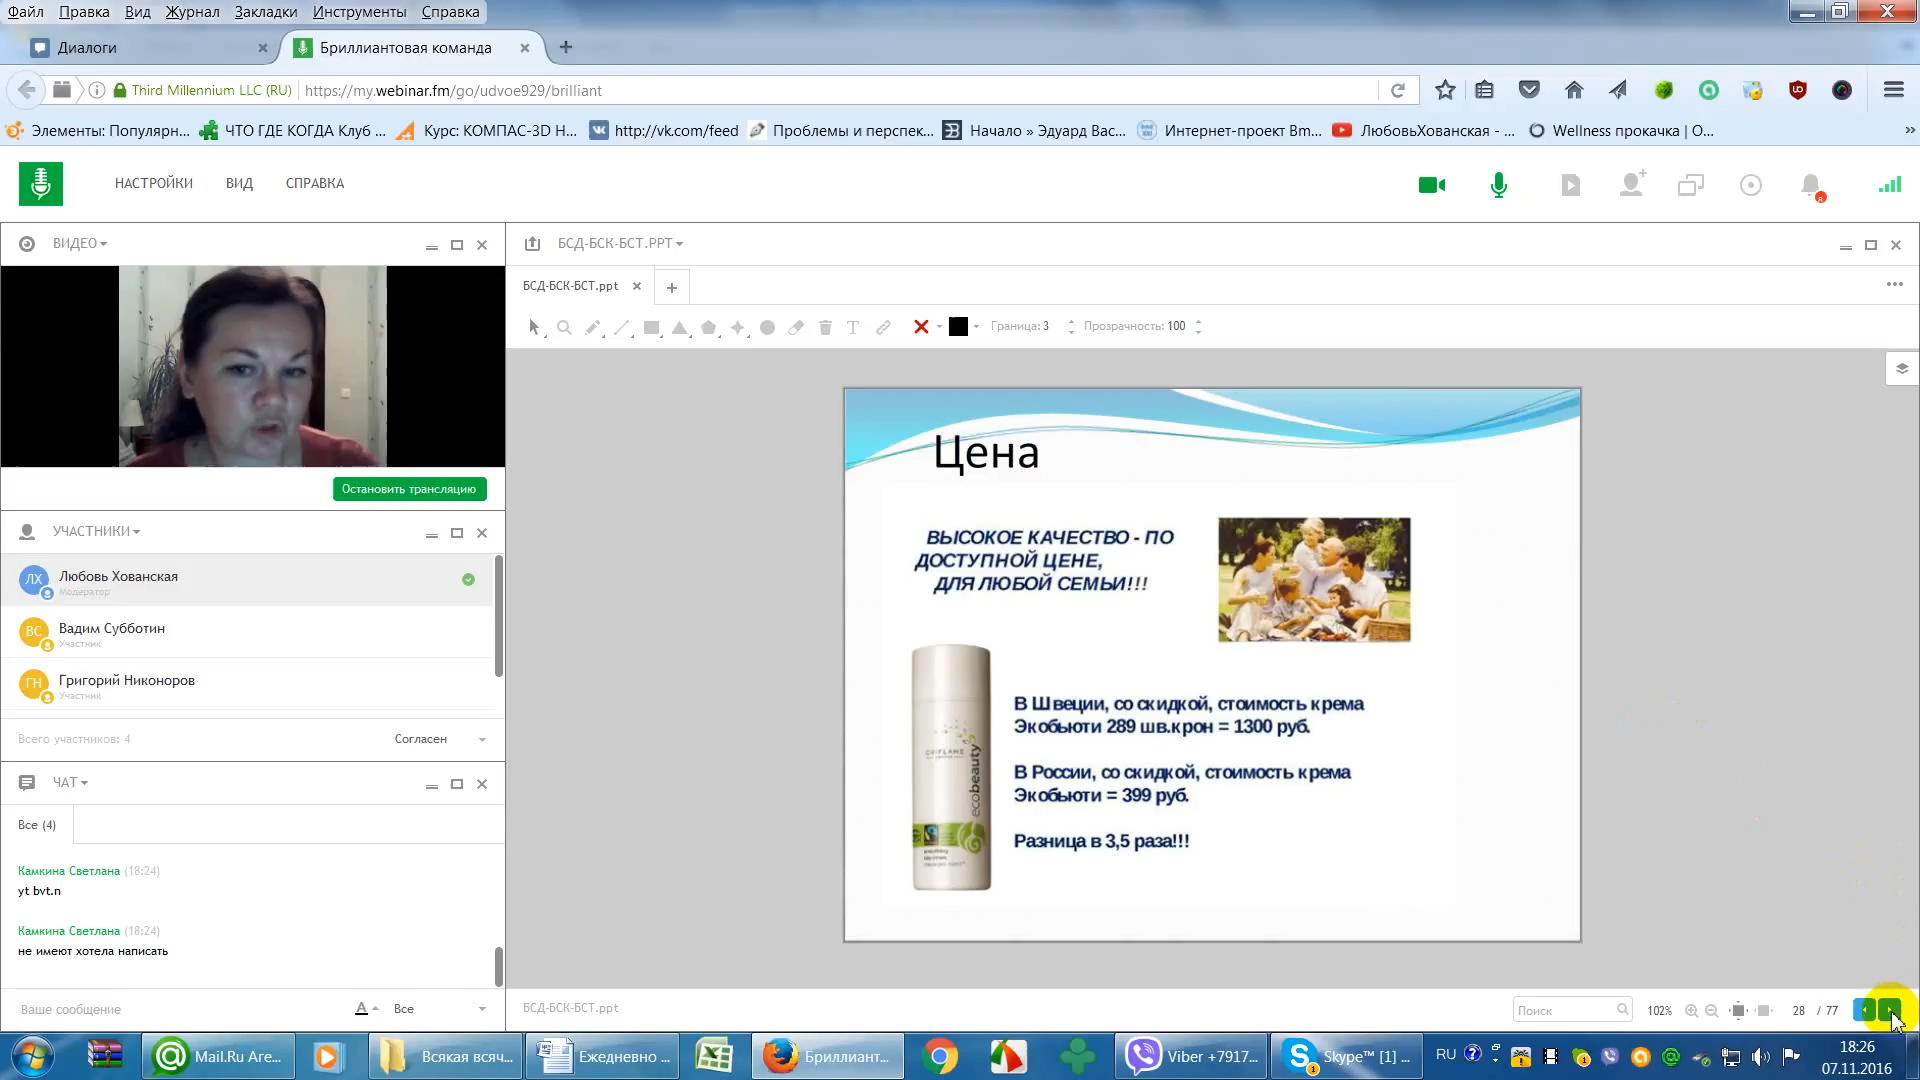 Файл Правка Вид Журнал Закладки Инструменты Справка
Диалоги
Бриллиантовая команда
Third Millennium LLC (RU)
https://my.webinar.fm/go/udvoe929/brilliant
Элементы: Популярн...
ЧТО ГДЕ КОГДА Клуб ...
Курс: КОМПАС-3D Н...
http://vk.com/feed
Проблемы и перспек...
Начало » Эдуард Вас...
Интернет-проект Bm...
ЛюбовьХованская - ...
Wellness прокачка | О...
НАСТРОЙКИ ВИД СПРАВКА
ВИДЕО
Остановить трансляцию
УЧАСТНИКИ
ЛХ
Любовь Хованская
Модератор
ВС
Вадим Субботин
Участник
ГН
Григорий Никоноров
Участник
Всего участников: 4
Согласен
ЧАТ
Все (4)
Камкина Светлана (18:24)
yt bvt.n
Камкина Светлана (18:24)
не имеют хотела написать
Ваше сообщение
A
Все
БСД-БСК-БСТ.PPT
БСД-БСК-БСТ.ppt
Граница: 3
Прозрачность: 100
Цена
ВЫСОКОЕ КАЧЕСТВО - ПО
ДОСТУПНОЙ ЦЕНЕ,
ДЛЯ ЛЮБОЙ СЕМЬИ!!!
ORIFLAME
ecobeauty
В Швеции, со скидкой, стоимость крема
Экобьюти 289 шв.крон = 1300 руб.
В России, со скидкой, стоимость крема
Экобьюти = 399 руб.
Разница в 3,5 раза!!!
БСД-БСК-БСТ.ppt
Поиск
102%
28 / 77
Mail.Ru Аге...
Всякая всяч...
Ежедневно ...
Бриллиант...
Viber +7917...
Skype™ [1] ...
RU
18:26
07.11.2016